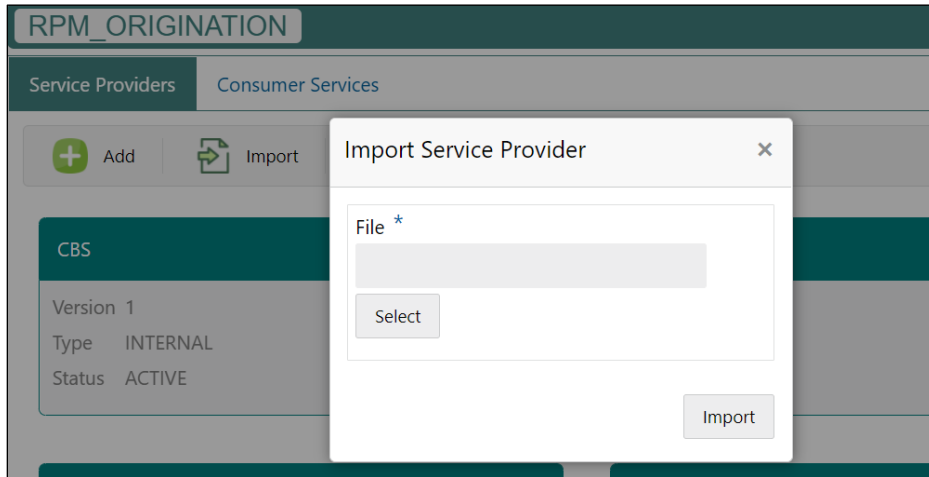 RPM_ORIGINATION
Service Providers Consumer Services
Add Import
Import Service Provider ×
File *
Select
Import
CBS
Version 1
Type INTERNAL
Status ACTIVE